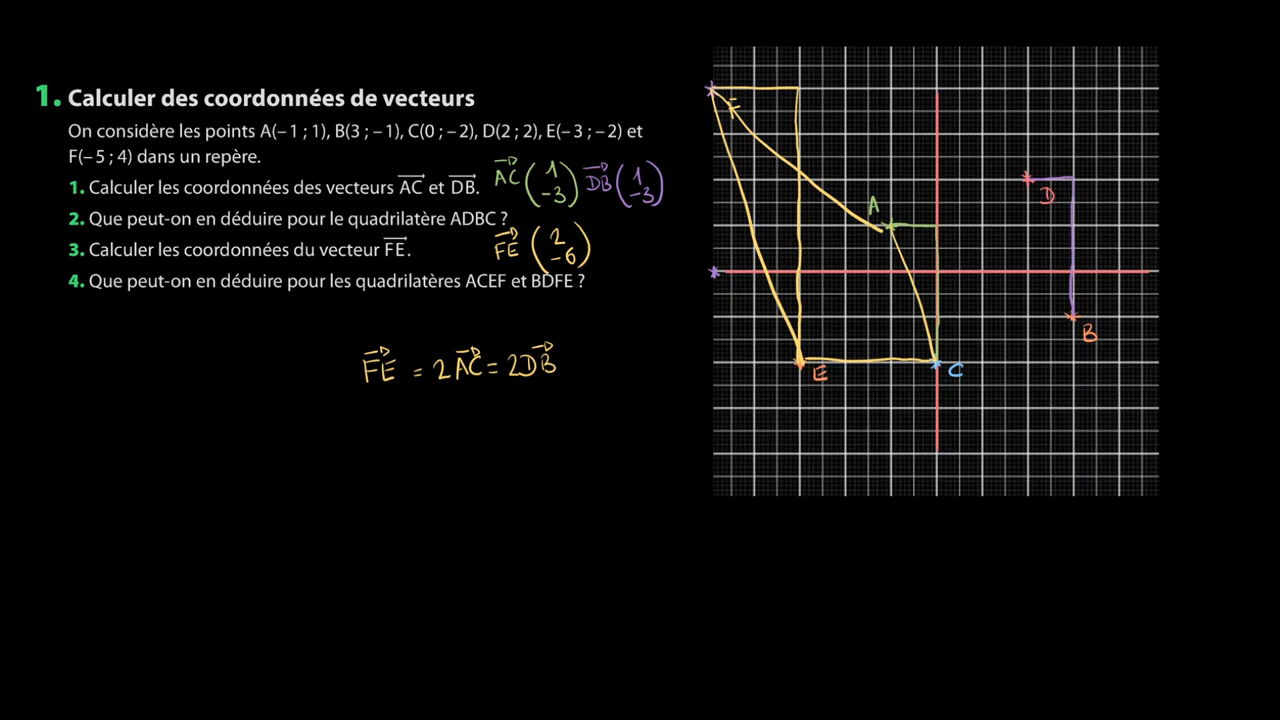 1. Calculer des coordonnées de vecteurs
On considère les points A(−1 ; 1), B(3 ; −1), C(0 ; −2), D(2 ; 2), E(−3 ; −2) et
F(−5 ; 4) dans un repère.
1. Calculer les coordonnées des vecteurs AC et DB. AC (1 −3) DB (1 −3)
2. Que peut-on en déduire pour le quadrilatère ADBC ?
3. Calculer les coordonnées du vecteur FE. FE (2 −6)
4. Que peut-on en déduire pour les quadrilatères ACEF et BDFE ?
FE = 2AC = 2DB
F
A
D
B
E
C